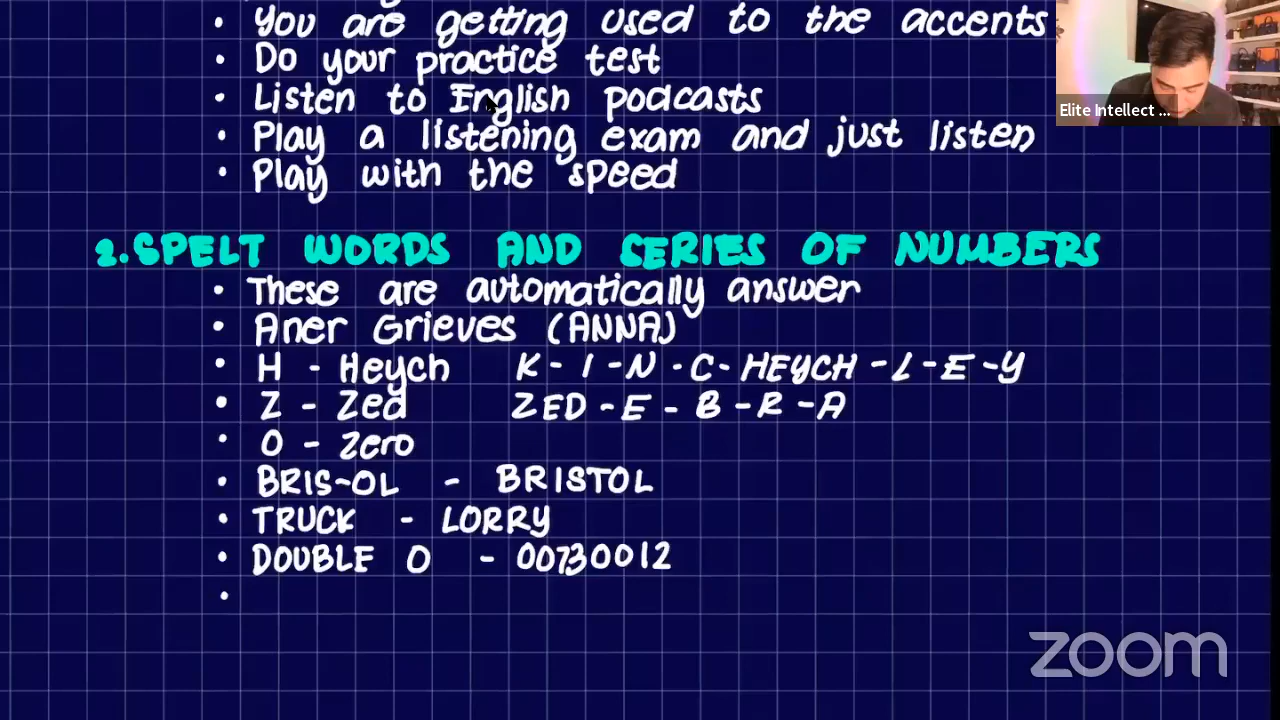 • You are getting used to the accents
• Do your practice test
• Listen to English podcasts
• Play a listening exam and just listen
• Play with the speed
2. SPELT WORDS AND SERIES OF NUMBERS
• These are automatically answer
• Aner Grieves (ANNA)
• H - Heych K - I - N - C - HEYCH - L - E - Y
• Z - Zed ZED - E - B - R - A
• O - Zero
• BRIS~OL - BRISTOL
• TRUCK - LORRY
• DOUBLE O - 00730012
•
Elite Intellect ...
zoom